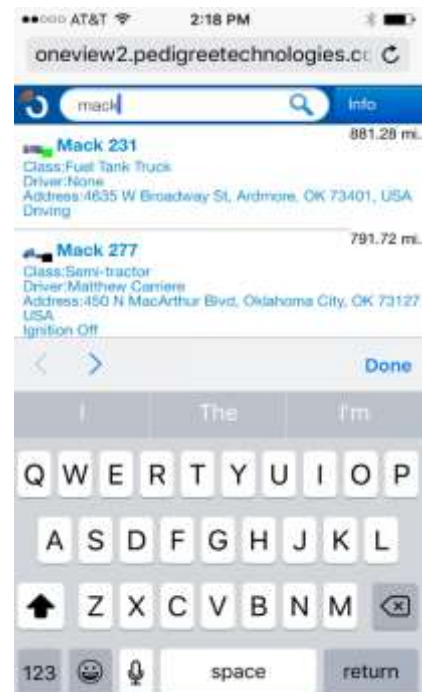 AT&T 2:18 PM
oneview2.pedigreetechnologies.cc
mack Info
Mack 231 881.28 mi.
Class:Fuel Tank Truck
Driver:None
Address:4635 W Broadway St, Ardmore, OK 73401, USA
Driving
Mack 277 791.72 mi.
Class:Semi-tractor
Driver:Matthew Carriere
Address:450 N MacArthur Blvd, Oklahoma City, OK 73127
USA
Ignition Off
Done
I The I'm
Q W E R T Y U I O P
A S D F G H J K L
Z X C V B N M
123 space return